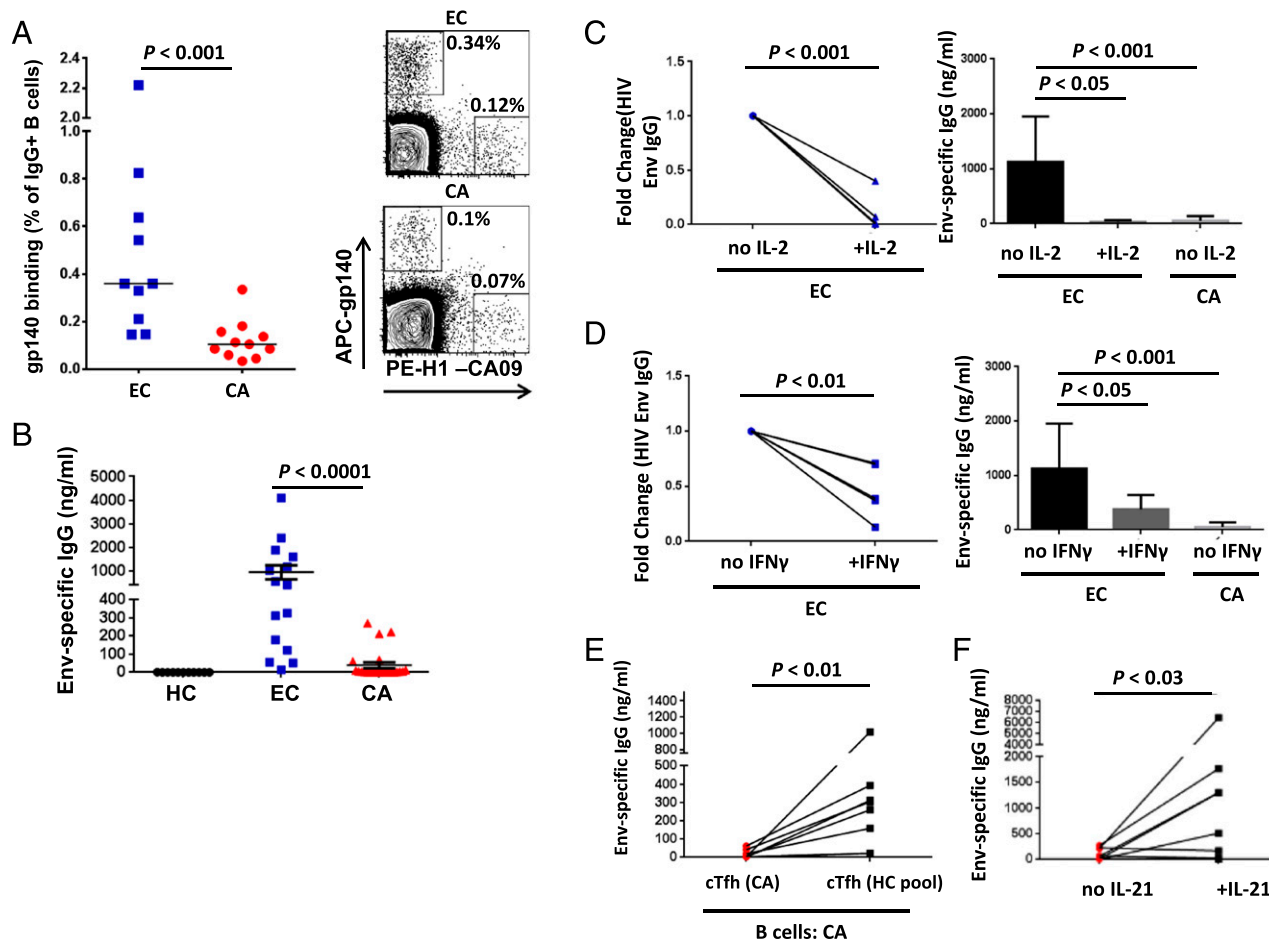 A
P < 0.001
gp140 binding (% of IgG+ B cells)
2.4
2.2
2.0
1.0
0.8
0.6
0.4
0.2
0.0
EC
CA
EC
0.34%
0.12%
CA
0.1%
0.07%
APC-gp140
PE-H1 –CA09
B
P < 0.0001
Env-specific IgG (ng/ml)
5000
4000
3000
2000
1000
400
300
200
100
0
HC
EC
CA
C
P < 0.001
Fold Change(HIV
Env IgG)
1.5
1.0
0.5
0.0
no IL-2
+IL-2
EC
P < 0.001
P < 0.05
Env-specific IgG (ng/ml)
3000
2000
1000
0
no IL-2
+IL-2
no IL-2
EC
CA
D
P < 0.01
Fold Change (HIV Env IgG)
1.5
1.0
0.5
0.0
no IFNγ
+IFNγ
EC
P < 0.001
P < 0.05
Env-specific IgG (ng/ml)
3000
2000
1000
0
no IFNγ
+IFNγ
no IFNγ
EC
CA
E
P < 0.01
Env-specific IgG (ng/ml)
1400
1200
1000
800
600
400
300
200
100
0
cTfh (CA)
cTfh (HC pool)
B cells: CA
F
P < 0.03
Env-specific IgG (ng/ml)
8000
7000
6000
5000
4000
2000
1500
1000
500
0
no IL-21
+IL-21